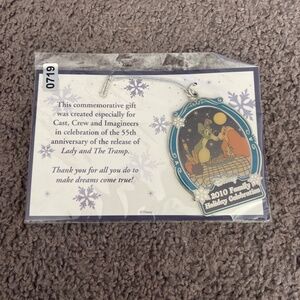 0719
This commemorative gift
was created especially for
Cast, Crew and Imagineers
in celebration of the 55th
anniversary of the release of
Lady and The Tramp.
Thank you for all you do to
make dreams come true!
© Disney
2010 Family
Holiday Celebration